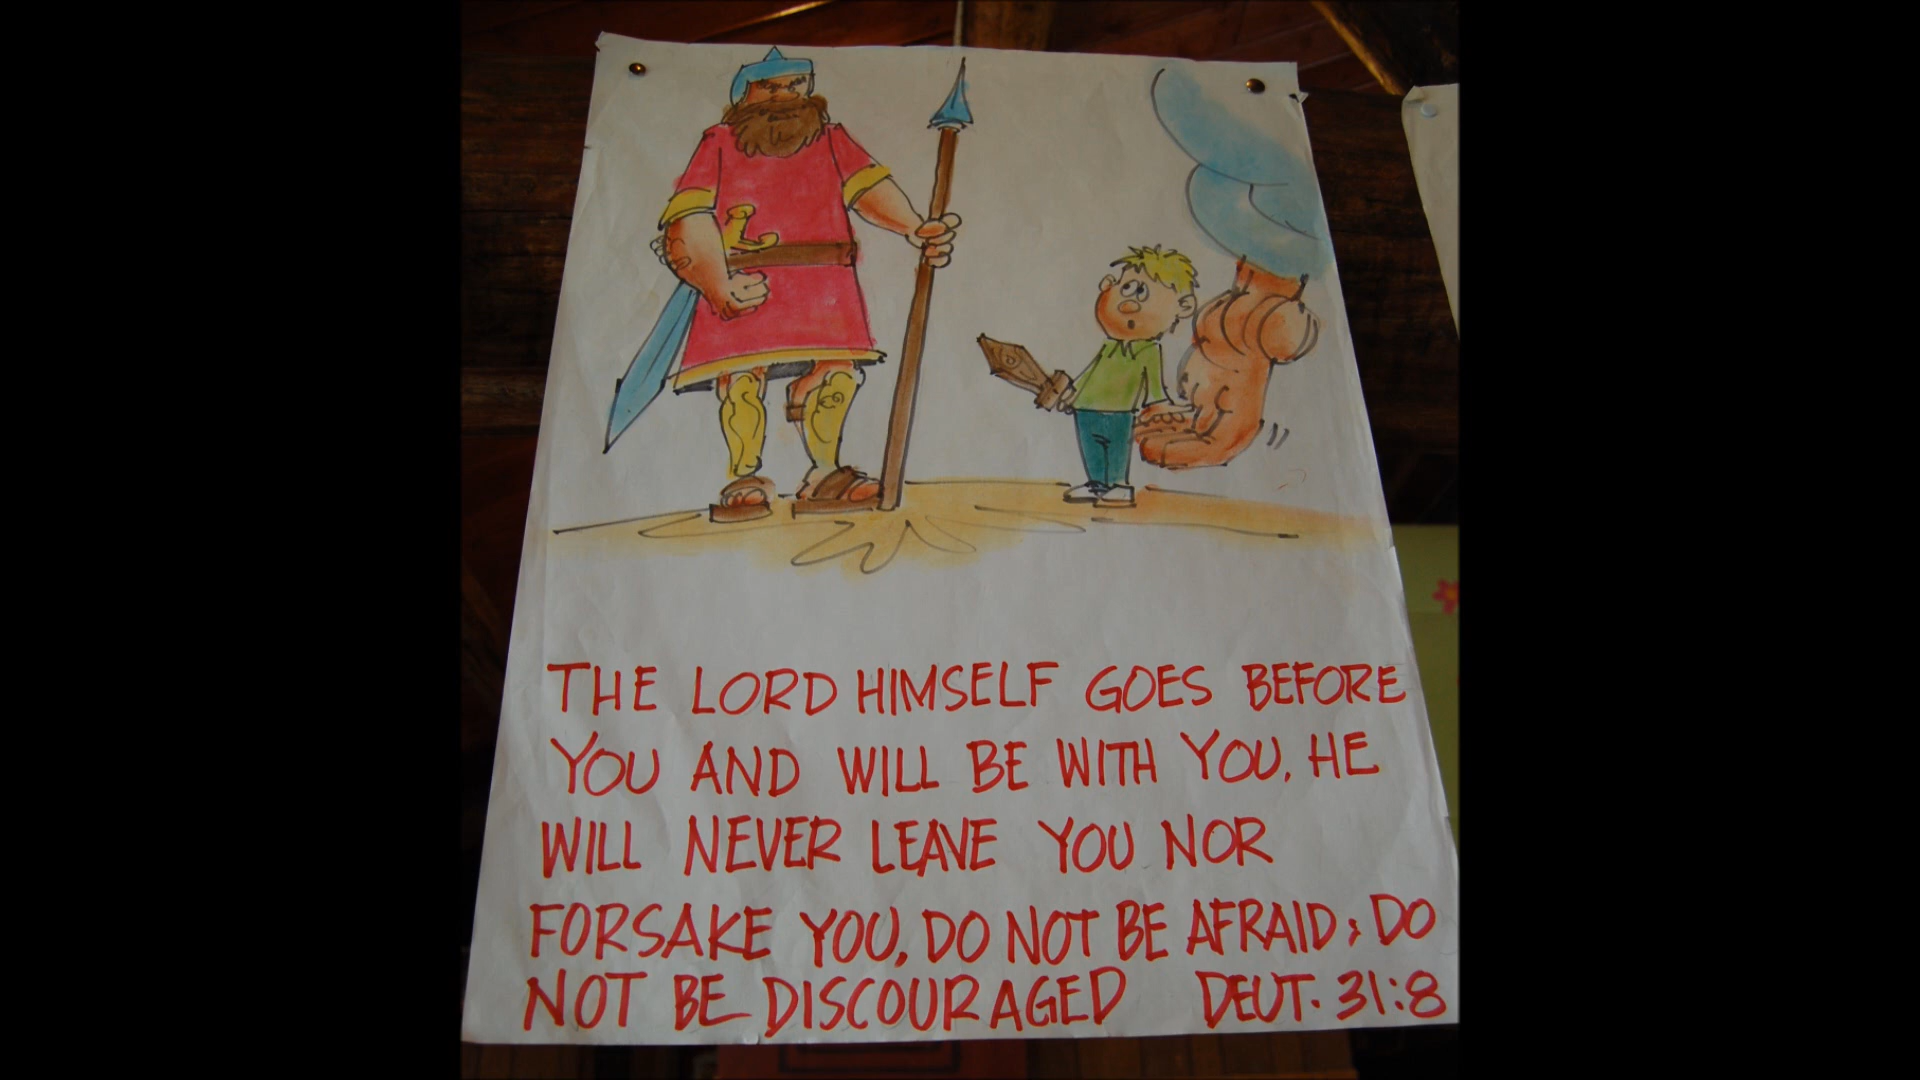 THE LORD HIMSELF GOES BEFORE
YOU AND WILL BE WITH YOU. HE
WILL NEVER LEAVE YOU NOR
FORSAKE YOU. DO NOT BE AFRAID; DO
NOT BE DISCOURAGED DEUT. 31:8